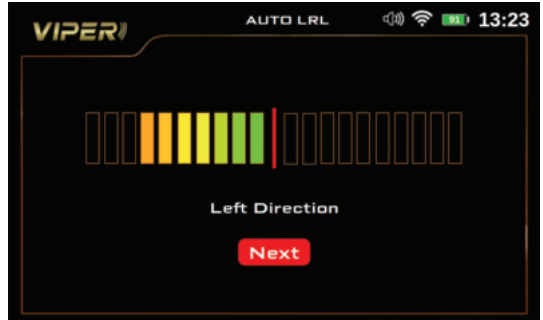 VIPER
AUTO LRL
91
13:23
Left Direction
Next